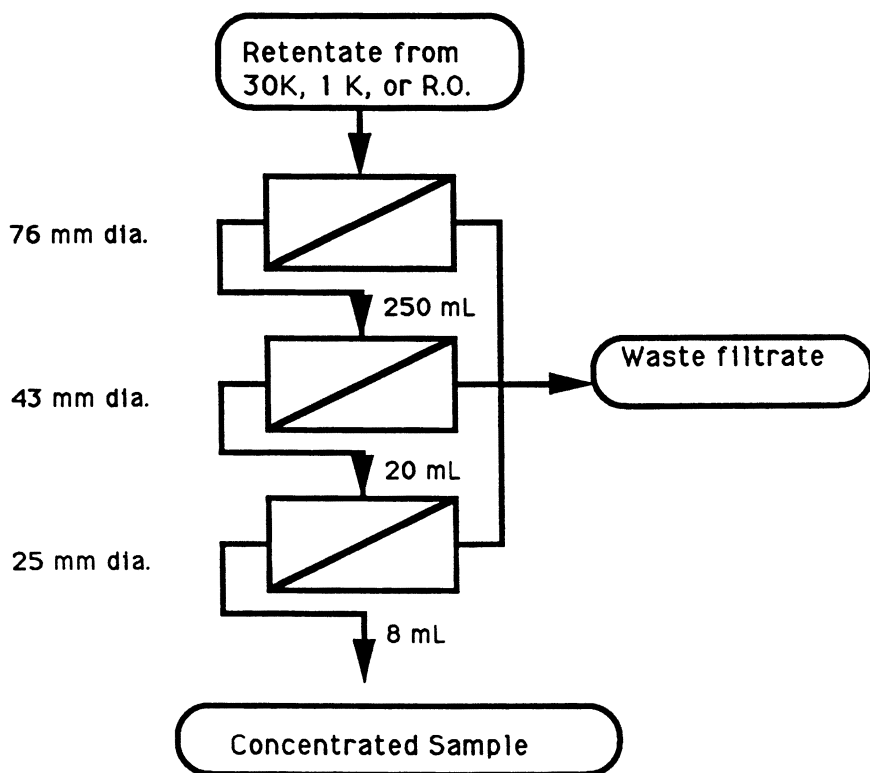 Retentate from
30K, 1 K, or R.O.
76 mm dia.
250 mL
43 mm dia.
Waste filtrate
20 mL
25 mm dia.
8 mL
Concentrated Sample